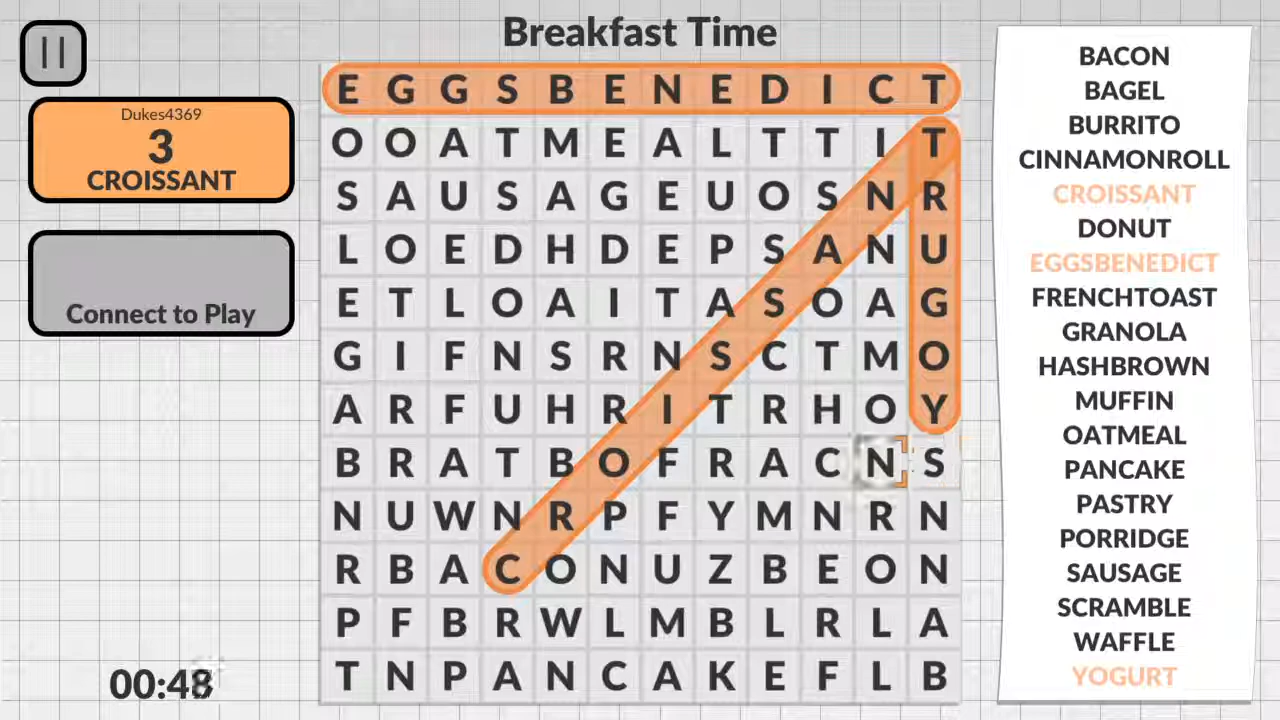 Breakfast Time
Dukes4369
3
CROISSANT
Connect to Play
00:48
E G G S B E N E D I C T
O O A T M E A L T T I T
S A U S A G E U O S N R
L O E D H D E P S A N U
E T L O A I T A S O A G
G I F N S R N S C T M O
A R F U H R I T R H O Y
B R A T B O F R A C N S
N U W N R P F Y M N R N
R B A C O N U Z B E O N
P F B R W L M B L R L A
T N P A N C A K E F L B
BACON
BAGEL
BURRITO
CINNAMONROLL
CROISSANT
DONUT
EGGSBENEDICT
FRENCHTOAST
GRANOLA
HASHBROWN
MUFFIN
OATMEAL
PANCAKE
PASTRY
PORRIDGE
SAUSAGE
SCRAMBLE
WAFFLE
YOGURT